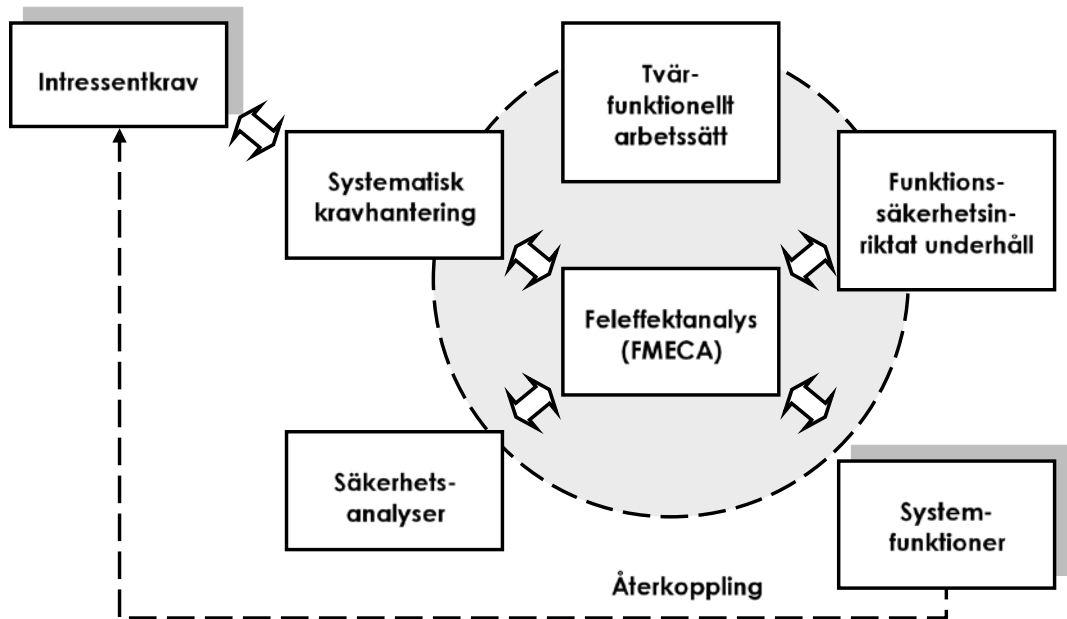 Intressentkrav
Tvär-
funktionellt
arbetssätt
Systematisk
kravhantering
Funktions-
säkerhetsin-
riktat underhåll
Feleffektanalys
(FMECA)
Säkerhets-
analyser
System-
funktioner
Återkoppling